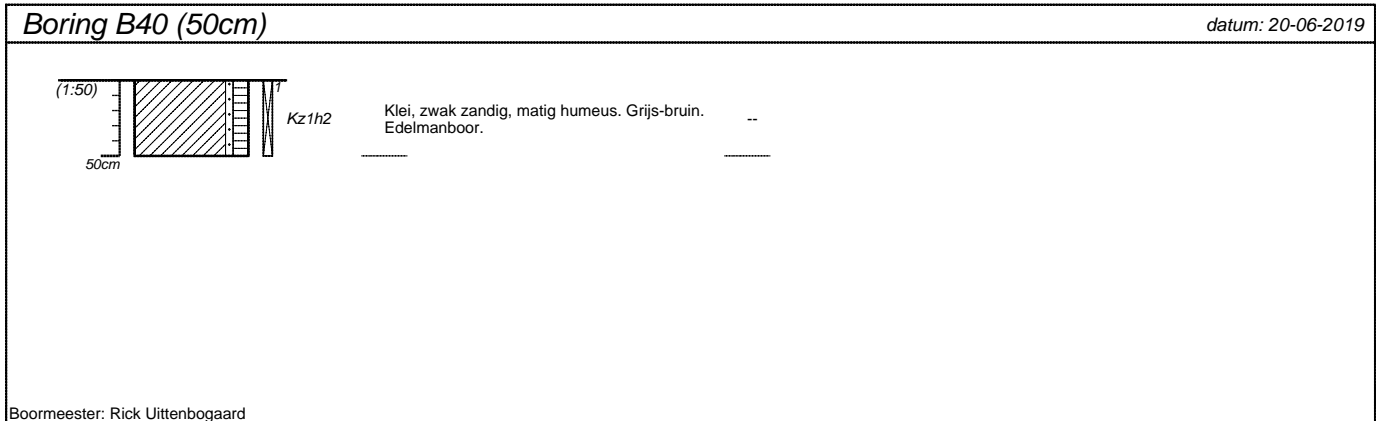 Boring B40 (50cm)
datum: 20-06-2019
(1:50)
1
Kz1h2
Klei, zwak zandig, matig humeus. Grijs-bruin.
Edelmanboor.
--
50cm
Boormeester: Rick Uittenbogaard